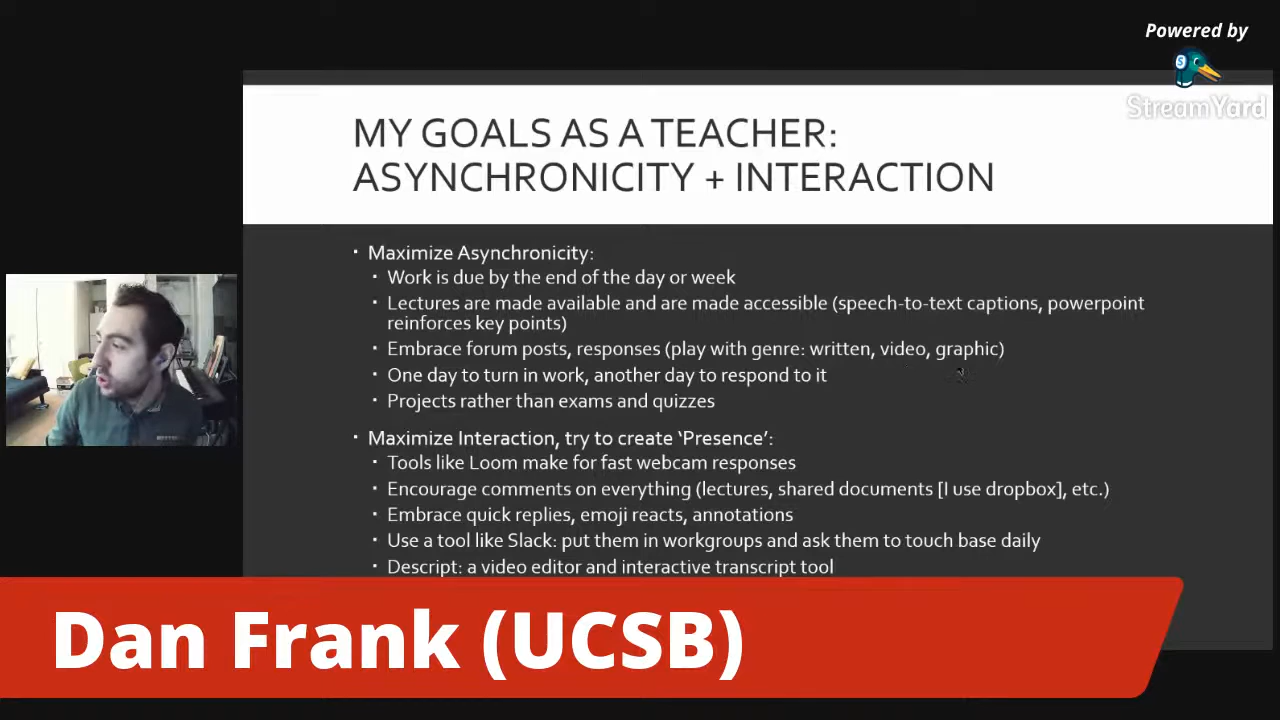 Powered by
StreamYard
MY GOALS AS A TEACHER:
ASYNCHRONICITY + INTERACTION
Maximize Asynchronicity:
Work is due by the end of the day or week
Lectures are made available and are made accessible (speech-to-text captions, powerpoint
reinforces key points)
Embrace forum posts, responses (play with genre: written, video, graphic)
One day to turn in work, another day to respond to it
Projects rather than exams and quizzes
Maximize Interaction, try to create ‘Presence’:
Tools like Loom make for fast webcam responses
Encourage comments on everything (lectures, shared documents [I use dropbox], etc.)
Embrace quick replies, emoji reacts, annotations
Use a tool like Slack: put them in workgroups and ask them to touch base daily
Descript: a video editor and interactive transcript tool
Dan Frank (UCSB)